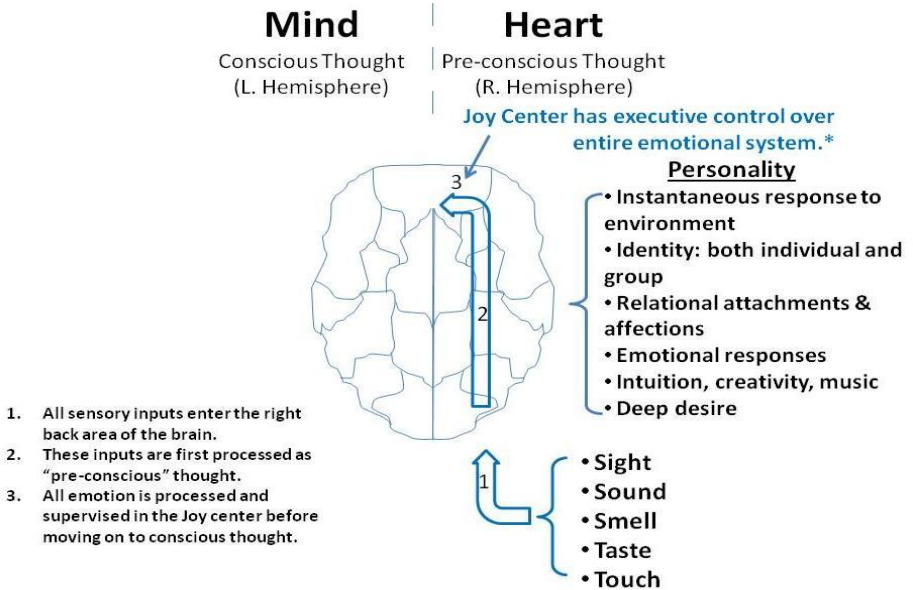 Mind
Conscious Thought
(L. Hemisphere)
Heart
Pre-conscious Thought
(R. Hemisphere)
Joy Center has executive control over
entire emotional system.*
Personality
• Instantaneous response to
environment
• Identity: both individual and
group
• Relational attachments &
affections
• Emotional responses
• Intuition, creativity, music
• Deep desire
3
2
1
1. All sensory inputs enter the right
back area of the brain.
2. These inputs are first processed as
“pre-conscious” thought.
3. All emotion is processed and
supervised in the Joy center before
moving on to conscious thought.
• Sight
• Sound
• Smell
• Taste
• Touch